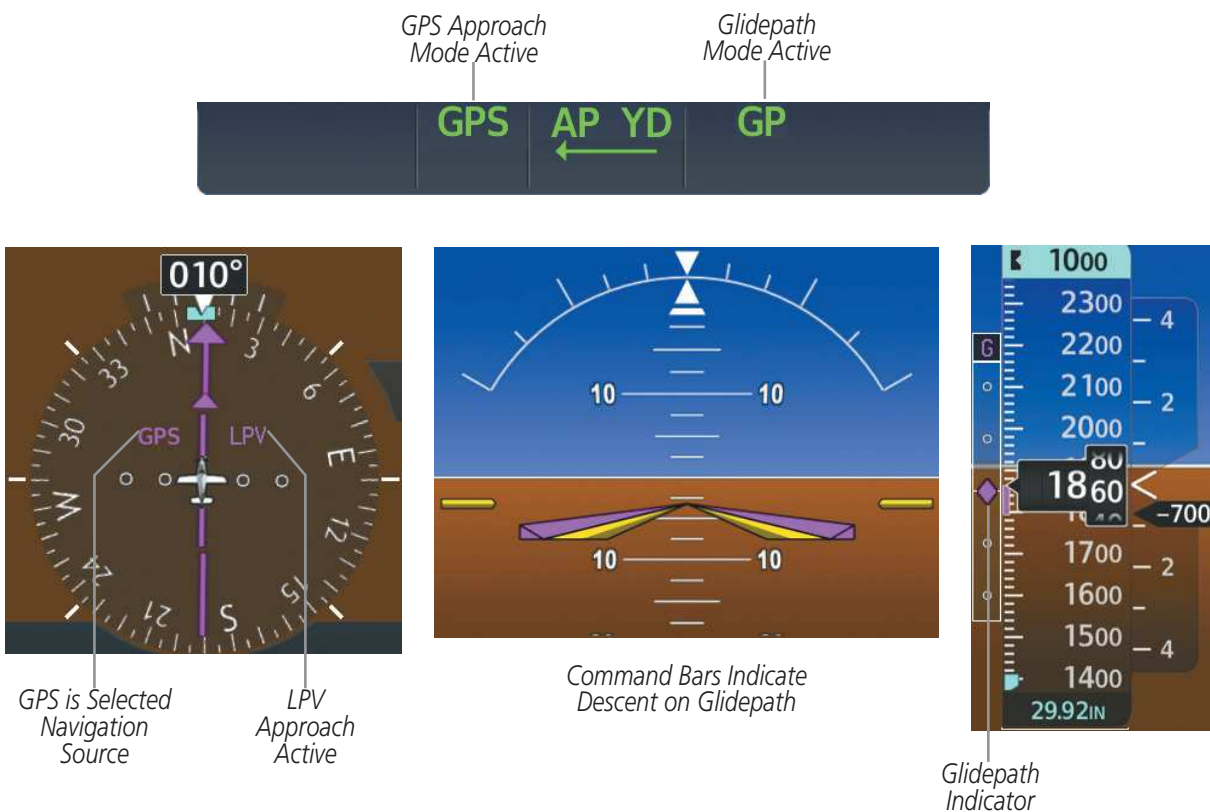 GPS Approach
Mode Active
Glidepath
Mode Active
GPS AP YD GP
010°
N 3 6 E 12 15 S 21 24 W 30 33
GPS LPV
GPS is Selected
Navigation
Source
LPV
Approach
Active
10 10
10 10
Command Bars Indicate
Descent on Glidepath
1000
2300
4
2200
G
2100
2
2000
80
1860
-700
1700
2
1600
1500
4
1400
29.92IN
Glidepath
Indicator